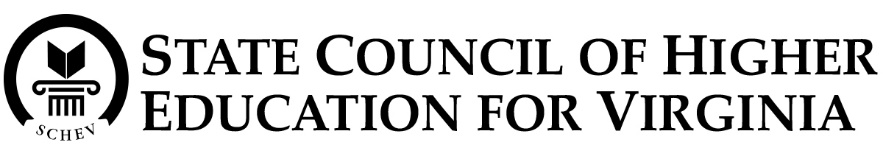 STATE COUNCIL OF HIGHER
EDUCATION FOR VIRGINIA
SCHEV